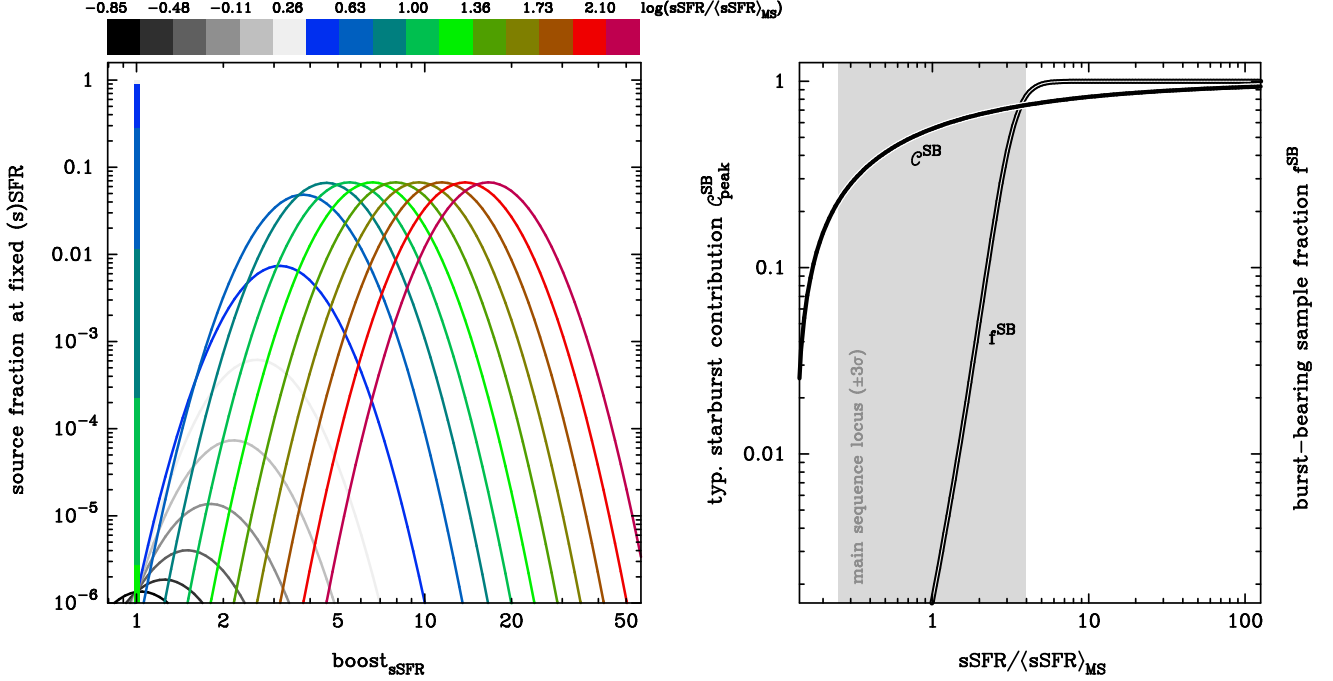 −0.85 −0.48 −0.11 0.26 0.63 1.00 1.36 1.73 2.10 log(sSFR/⟨sSFR⟩MS)
source fraction at fixed (s)SFR
1
0.1
0.01
10−3
10−4
10−5
10−6
1 2 5 10 20 50
boostsSFR
typ. starburst contribution 𝒞SBpeak
1
0.1
0.01
𝒞SB
fSB
main sequence locus (±3σ)
1 10 100
sSFR/⟨sSFR⟩MS
burst−bearing sample fraction fSB